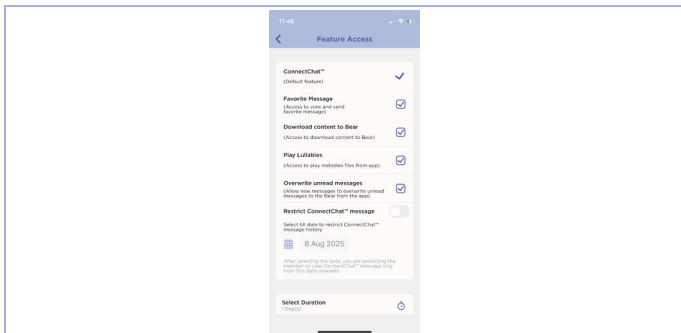 11:46
Feature Access
ConnectChat™
(Default feature)
Favorite Message
(Access to view and send
favorite message)
Download content to Bear
(Access to download content to Bear)
Play Lullabies
(Access to play melodies files from app)
Overwrite unread messages
(Allow new messages to overwrite unread
messages to the Bear from the app)
Restrict ConnectChat™ message
Select till date to restrict ConnectChat™
message history
8 Aug 2025
After selecting the date, you are restricting the
member to view ConnectChat™ message only
from this date onwards.
Select Duration
1 Day(s)